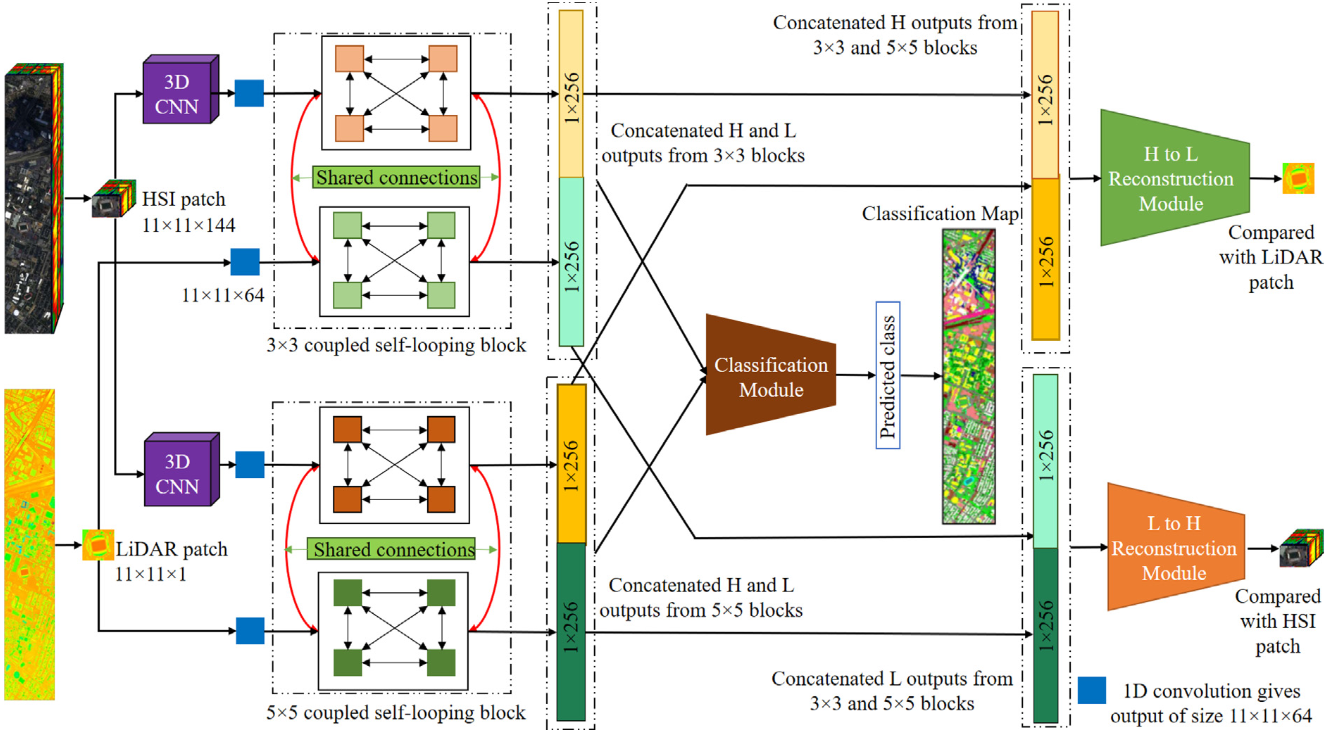 3D
CNN
HSI patch
11×11×144
11×11×64
Shared connections
3×3 coupled self-looping block
1×256
1×256
Concatenated H and L
outputs from 3×3 blocks
Concatenated H outputs from
3×3 and 5×5 blocks
1×256
1×256
H to L
Reconstruction
Module
Compared
with LiDAR
patch
Classification Map
Classification
Module
Predicted class
3D
CNN
LiDAR patch
11×11×1
Shared connections
5×5 coupled self-looping block
1×256
1×256
Concatenated H and L
outputs from 5×5 blocks
Concatenated L outputs from
3×3 and 5×5 blocks
1×256
1×256
L to H
Reconstruction
Module
Compared
with HSI
patch
1D convolution gives
output of size 11×11×64